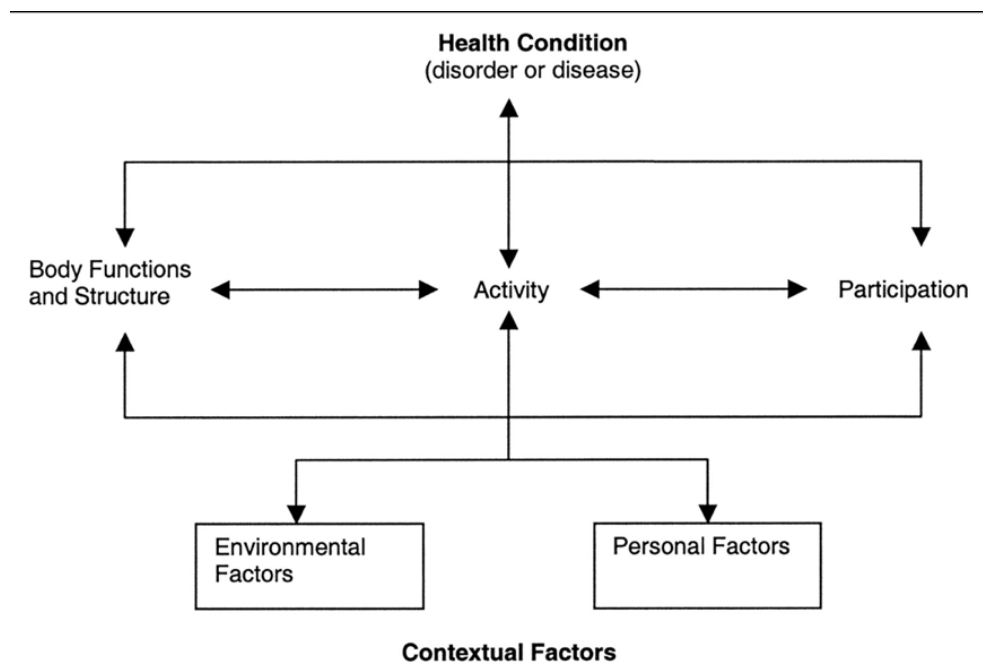 Health Condition
(disorder or disease)
Body Functions
and Structure
Activity
Participation
Environmental
Factors
Personal Factors
Contextual Factors